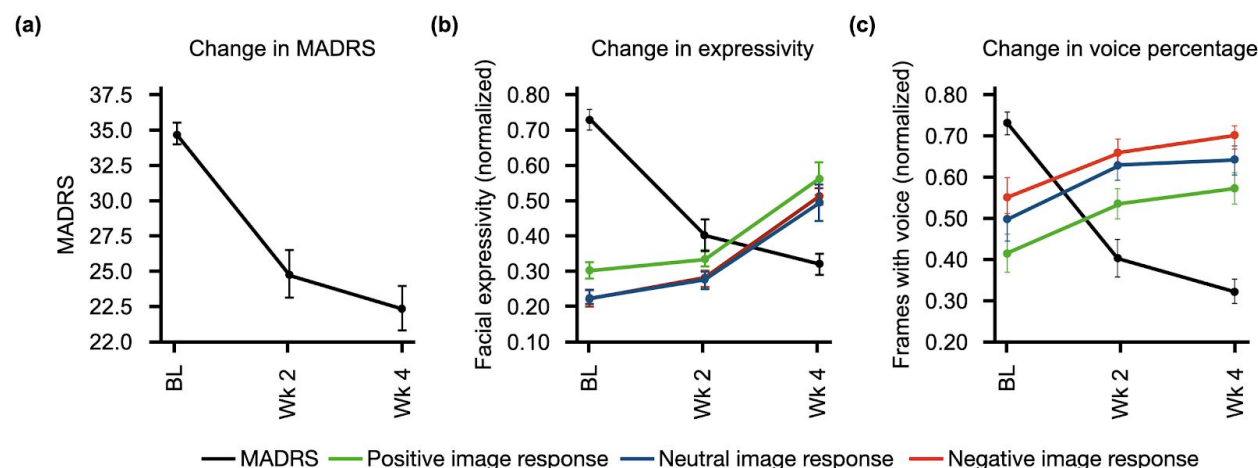 (a)
Change in MADRS
MADRS
37.5
35.0
32.5
30.0
27.5
25.0
22.5
22.0
BL
Wk 2
Wk 4
(b)
Change in expressivity
Facial expressivity (normalized)
0.80
0.70
0.60
0.50
0.40
0.30
0.20
0.10
BL
Wk 2
Wk 4
(c)
Change in voice percentage
Frames with voice (normalized)
0.80
0.70
0.60
0.50
0.40
0.30
0.20
BL
Wk 2
Wk 4
MADRS Positive image response Neutral image response Negative image response